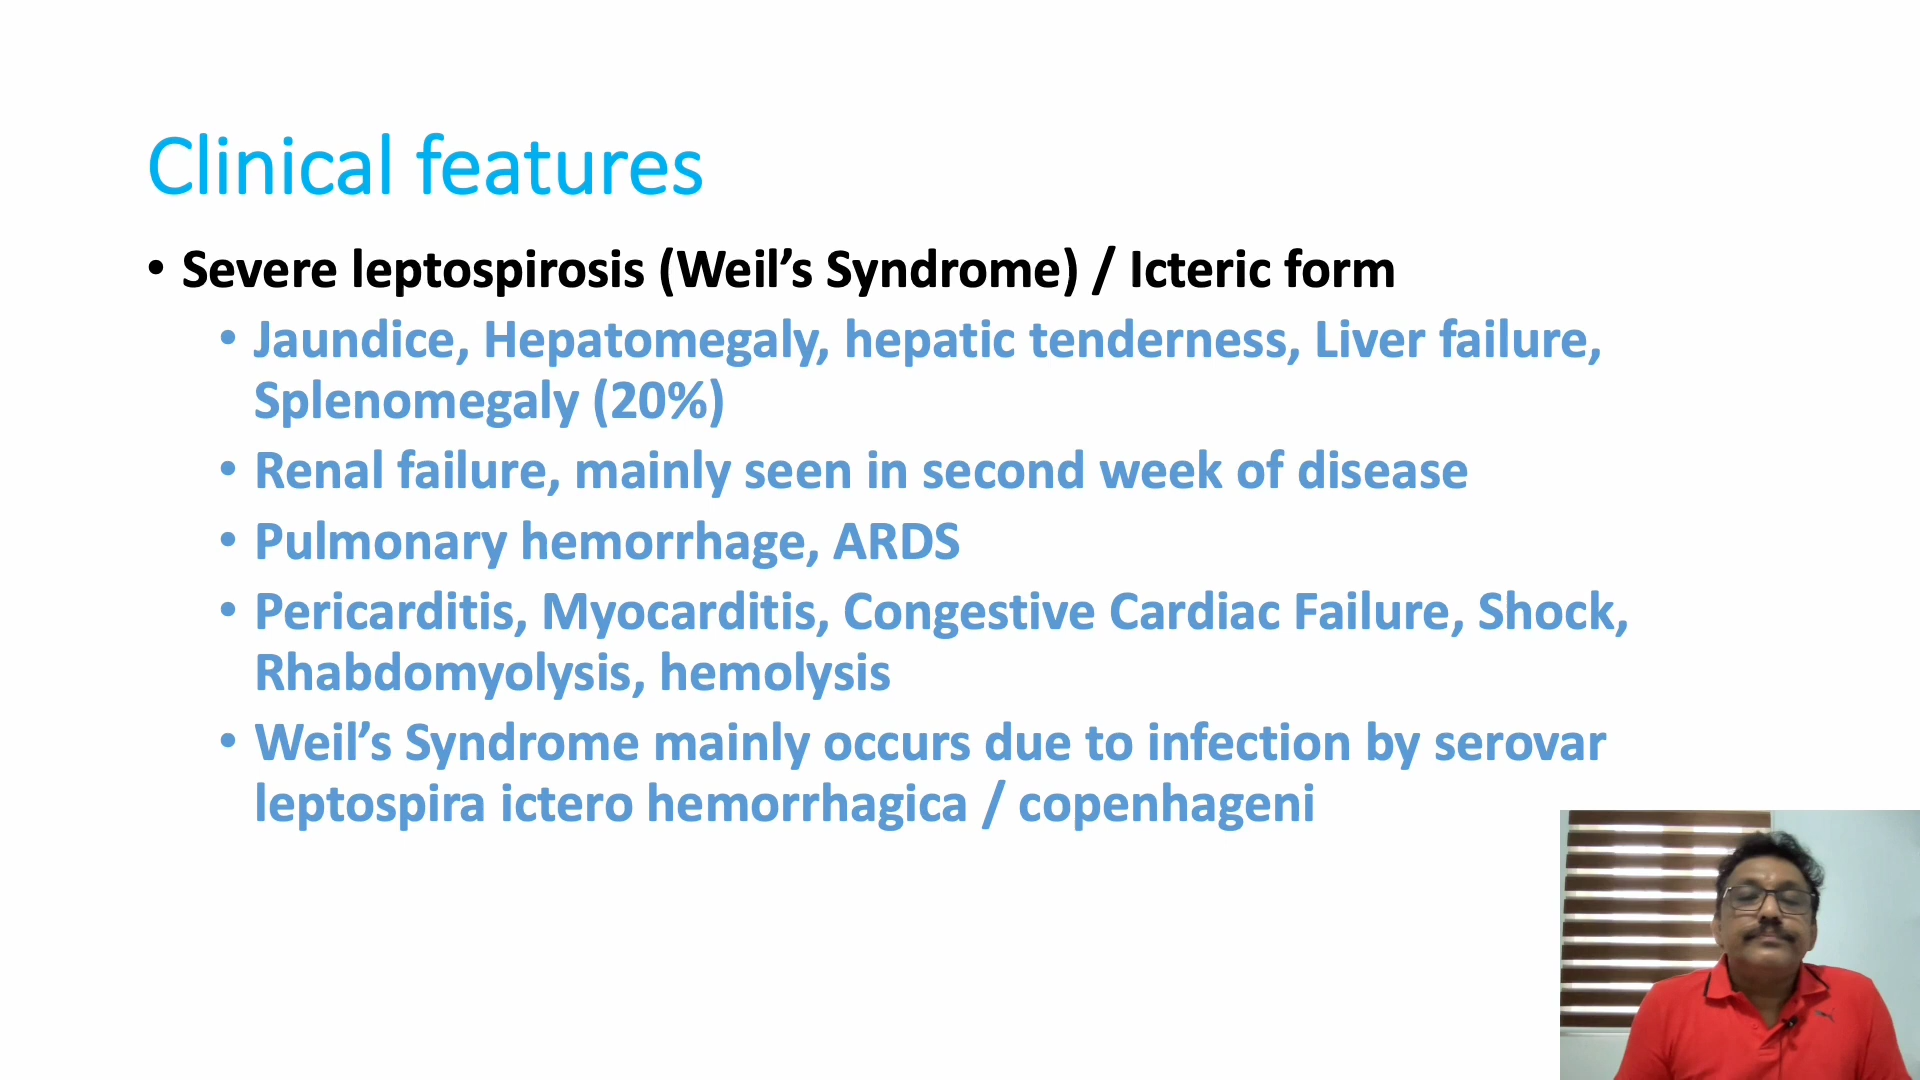 Clinical features
• Severe leptospirosis (Weil’s Syndrome) / Icteric form
• Jaundice, Hepatomegaly, hepatic tenderness, Liver failure,
Splenomegaly (20%)
• Renal failure, mainly seen in second week of disease
• Pulmonary hemorrhage, ARDS
• Pericarditis, Myocarditis, Congestive Cardiac Failure, Shock,
Rhabdomyolysis, hemolysis
• Weil’s Syndrome mainly occurs due to infection by serovar
leptospira ictero hemorrhagica / copenhageni